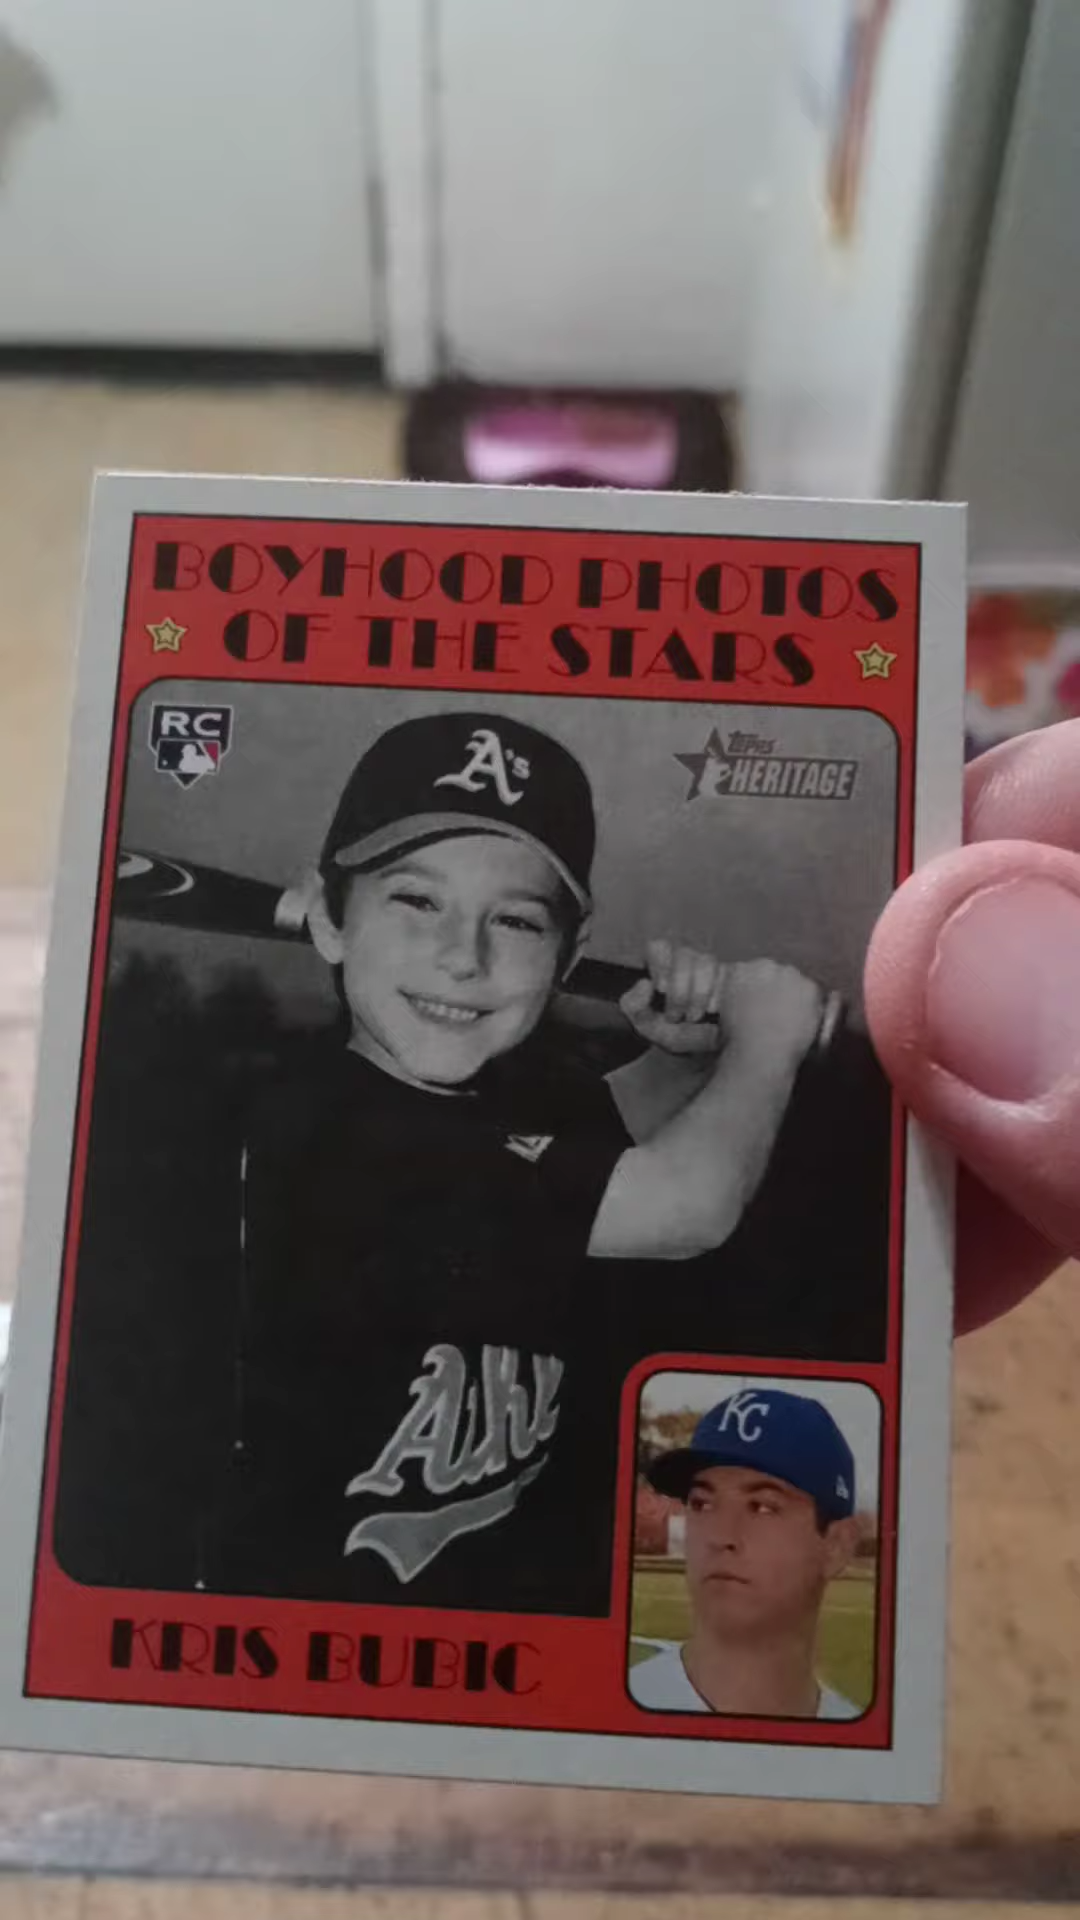 BOYHOOD PHOTOS
OF THE STARS
RC
TOPPS
HERITAGE
A's
KC
KRIS BUBIC